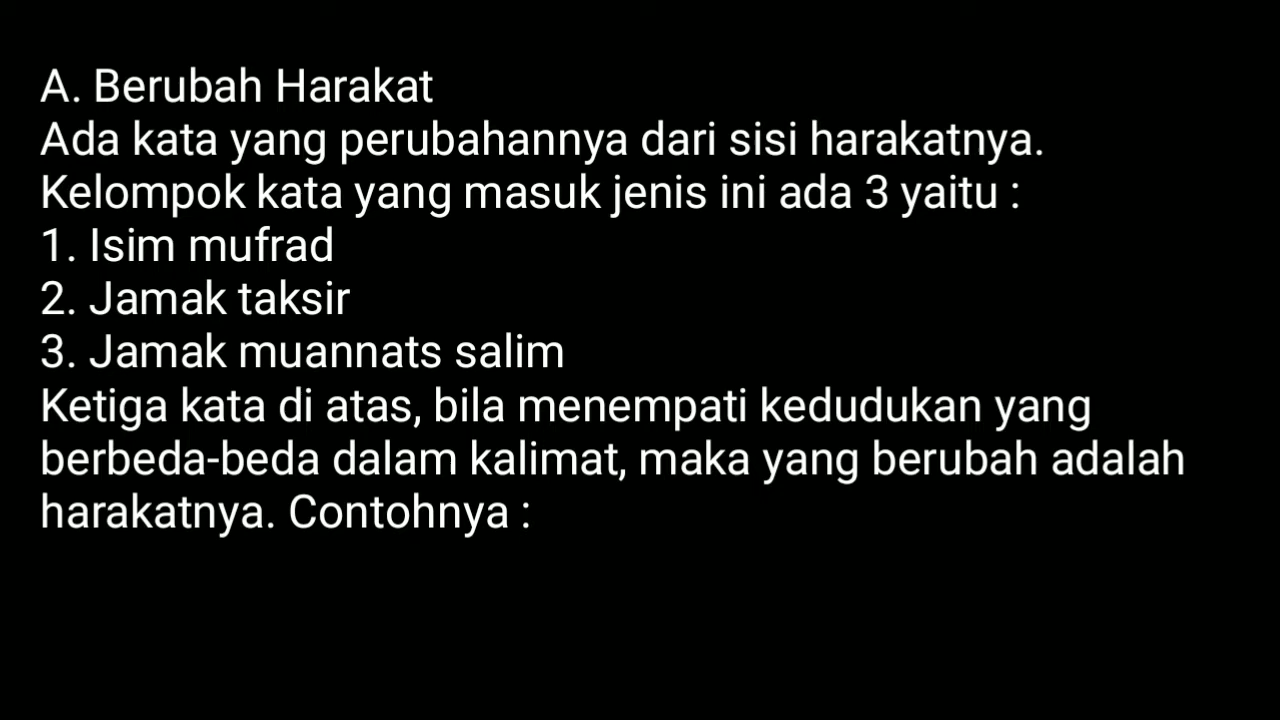 A. Berubah Harakat
Ada kata yang perubahannya dari sisi harakatnya.
Kelompok kata yang masuk jenis ini ada 3 yaitu :
1. Isim mufrad
2. Jamak taksir
3. Jamak muannats salim
Ketiga kata di atas, bila menempati kedudukan yang
berbeda-beda dalam kalimat, maka yang berubah adalah
harakatnya. Contohnya :